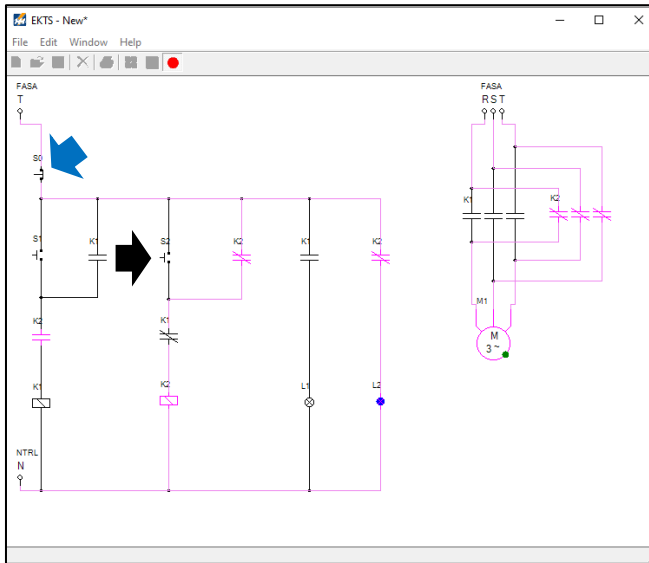 EKTS - New*
File Edit Window Help
FASA
T
S0
S1
K1
S2
K2
K1
K2
K2
K1
K1
K2
L1
L2
NTRL
N
FASA
R S T
K1
K2
M1
M
3 ~